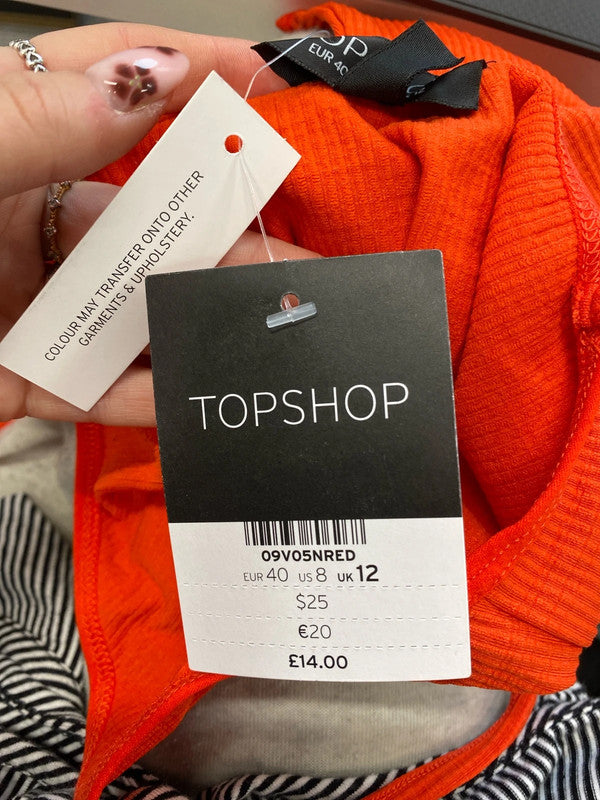 OP
EUR 40
COLOUR MAY TRANSFER ONTO OTHER
GARMENTS & UPHOLSTERY.
TOPSHOP
09V05NRED
EUR 40 US 8 UK 12
$25
€20
£14.00